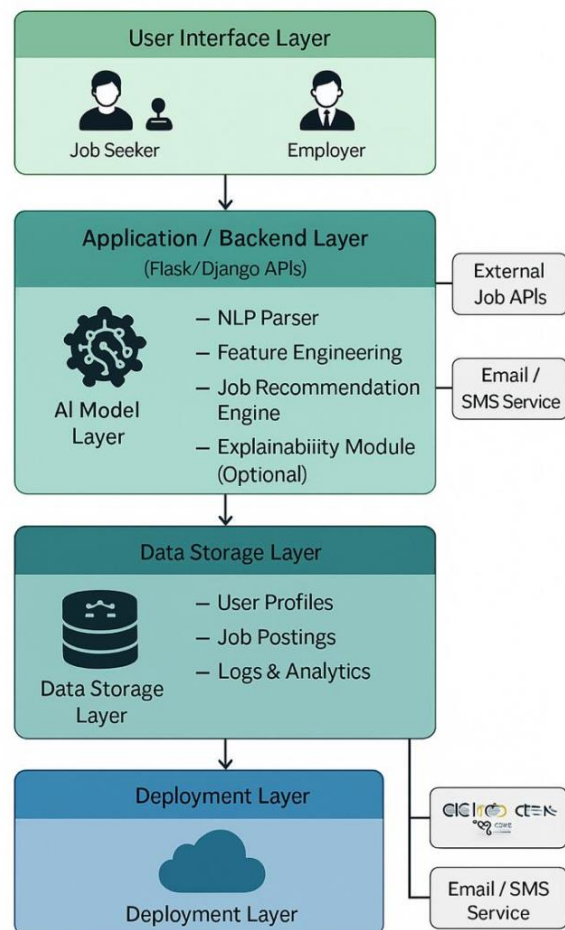 User Interface Layer
Job Seeker
Employer
Application / Backend Layer
(Flask/Django APIs)
External
Job APIs
AI Model
Layer
– NLP Parser
– Feature Engineering
– Job Recommendation
Engine
– Explainabiiity Module
(Optional)
Email /
SMS Service
Data Storage Layer
Data Storage
Layer
– User Profiles
– Job Postings
– Logs & Analytics
Deployment Layer
Deployment Layer
Email / SMS
Service